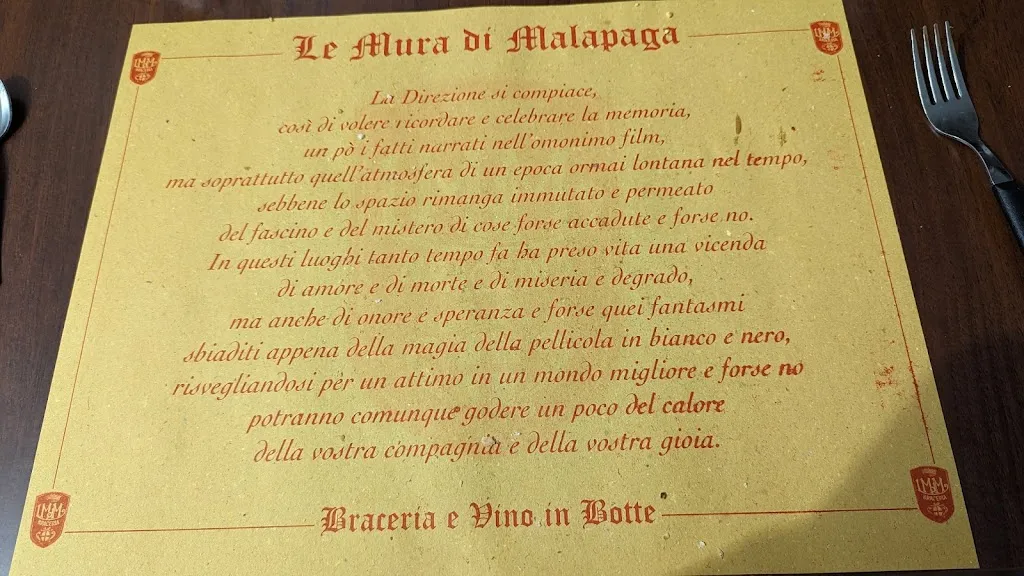 Le Mura di Malapaga
La Direzione si compiace,
così di volere ricordare e celebrare la memoria,
un pò i fatti narrati nell'omonimo film,
ma soprattutto quell'atmosfera di un epoca ormai lontana nel tempo,
sebbene lo spazio rimanga immutato e permeato
del fascino e del mistero di cose forse accadute e forse no.
In questi luoghi tanto tempo fa ha preso vita una vicenda
di amore e di morte e di miseria e degrado,
ma anche di onore e speranza e forse quei fantasmi
sbiaditi appena della magia della pellicola in bianco e nero,
risvegliandosi per un attimo in un mondo migliore e forse no
potranno comunque godere un poco del calore
della vostra compagnia e della vostra gioia.
Braceria e Vino in Botte